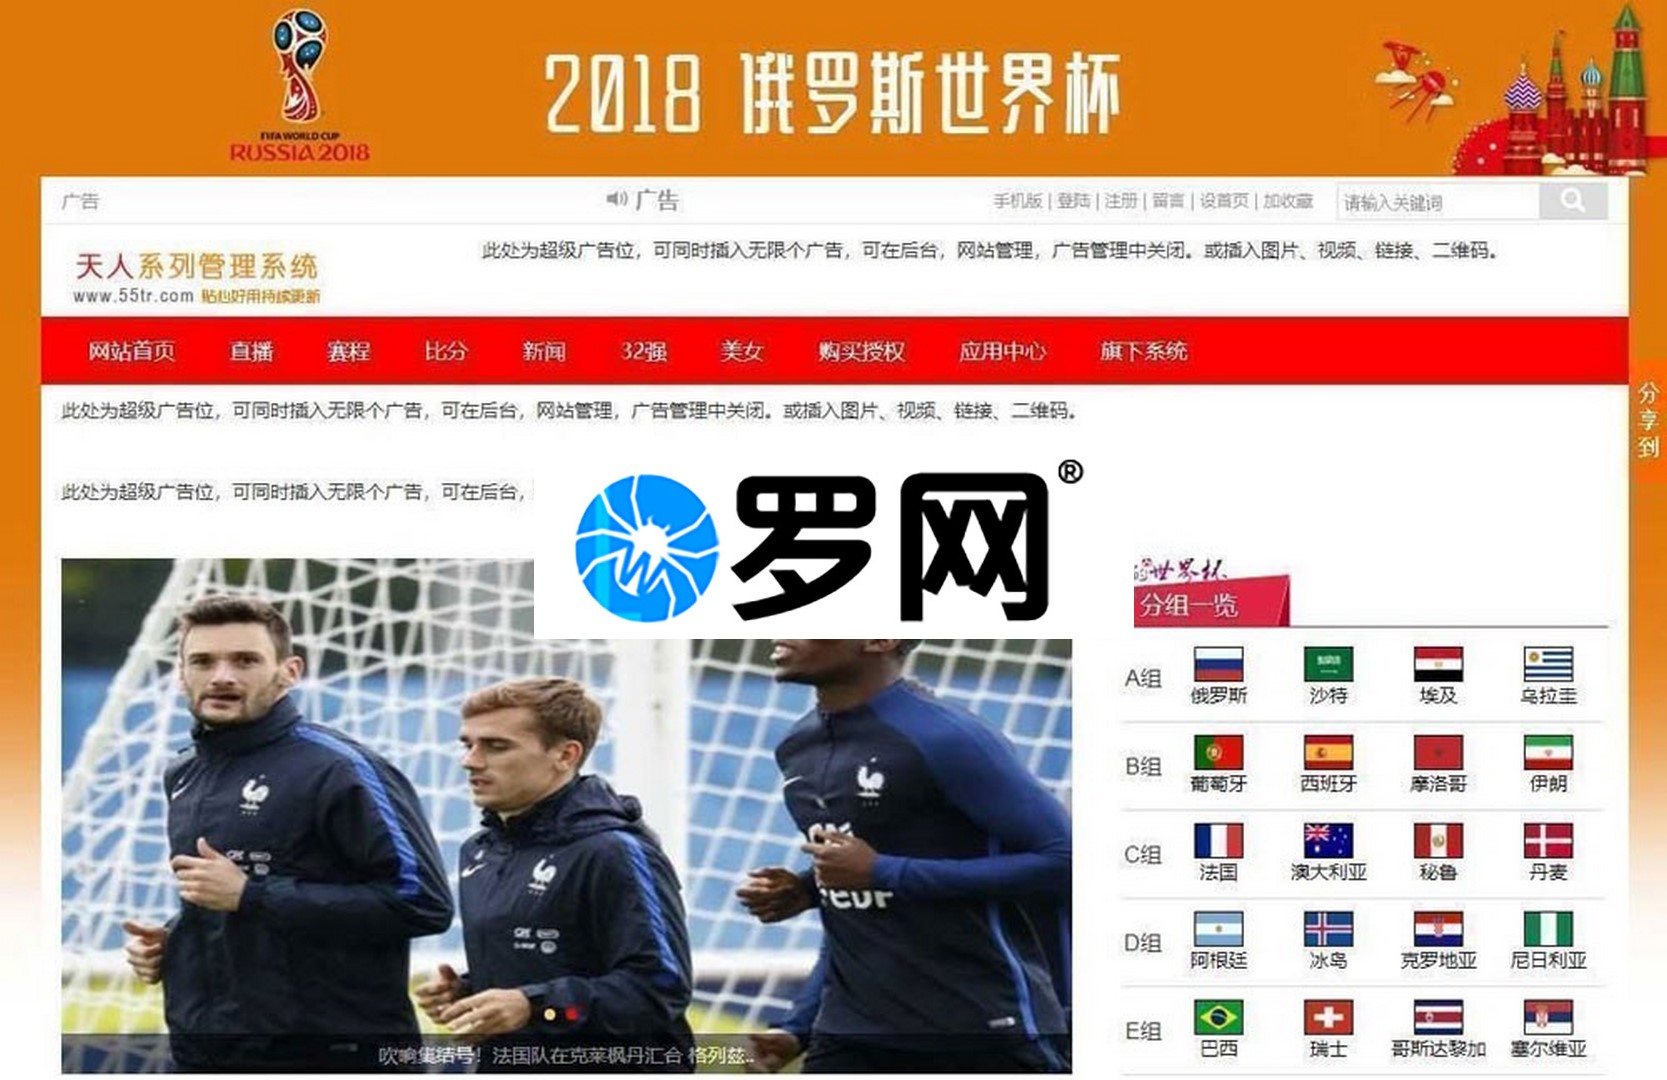 FIFA WORLD CUP
RUSSIA 2018
2018 俄罗斯世界杯
广告
广告
手机版 | 登陆 | 注册 | 留言 | 设首页 | 加收藏
请输入关键词
天人系列管理系统
www.55tr.com 贴心好用持续更新
此处为超级广告位，可同时插入无限个广告，可在后台，网站管理，广告管理中关闭。或插入图片、视频、链接、二维码。
网站首页 直播 赛程 比分 新闻 32强 美女 购买授权 应用中心 旗下系统
分享到
此处为超级广告位，可同时插入无限个广告，可在后台，网站管理，广告管理中关闭。或插入图片、视频、链接、二维码。
此处为超级广告位，可同时插入无限个广告，可在后台，
罗网®
世界杯
分组一览
A组 俄罗斯 沙特 埃及 乌拉圭
B组 葡萄牙 西班牙 摩洛哥 伊朗
C组 法国 澳大利亚 秘鲁 丹麦
D组 阿根廷 冰岛 克罗地亚 尼日利亚
E组 巴西 瑞士 哥斯达黎加 塞尔维亚
吹响集结号！法国队在克莱枫丹汇合 格列兹..